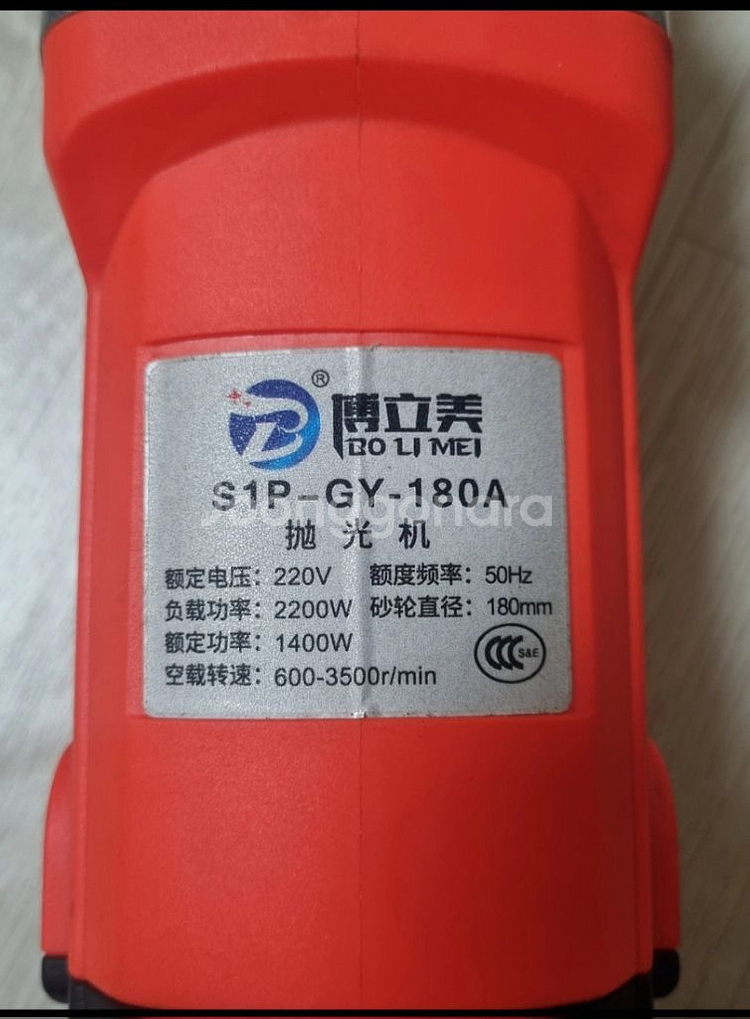 ® 博立美
BO LI MEI
S1P-GY-180A
Joonggonara
抛光机
额定电压：220V 额度频率：50Hz
负载功率：2200W 砂轮直径：180mm
额定功率：1400W
CCC S&E
空载转速：600-3500r/min